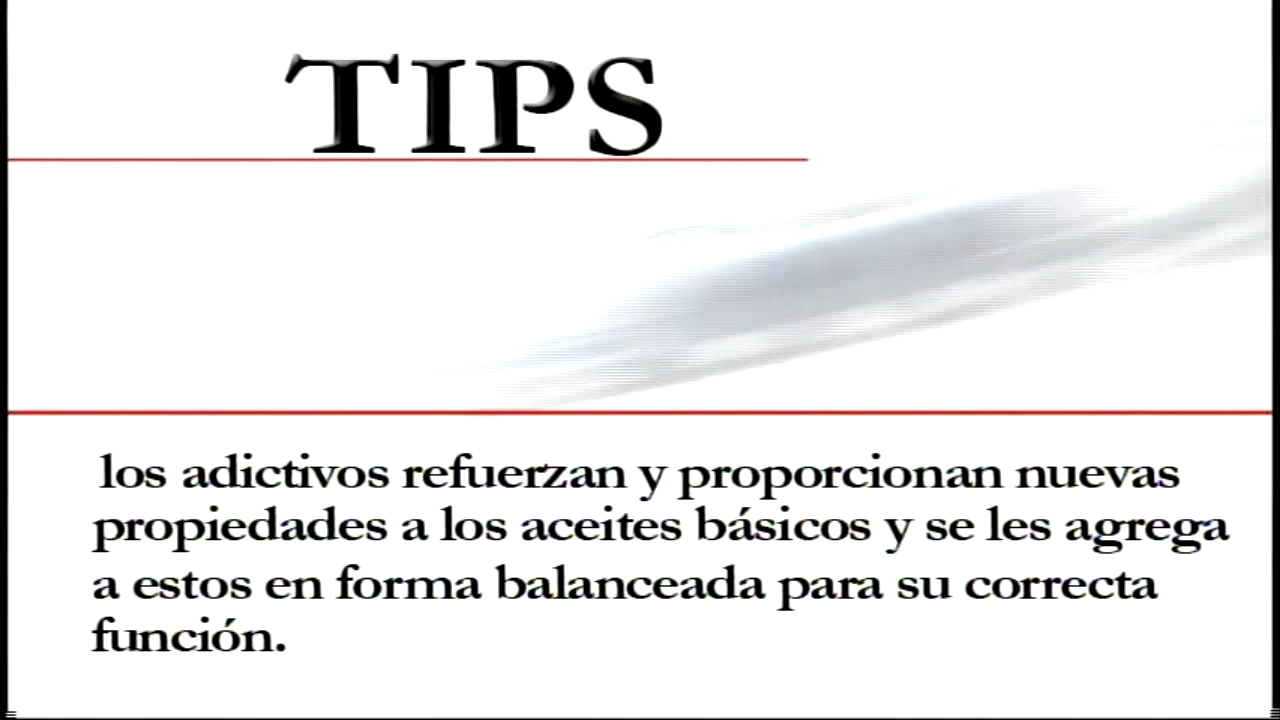 TIPS
los adictivos refuerzan y proporcionan nuevas
propiedades a los aceites básicos y se les agrega
a estos en forma balanceada para su correcta
función.